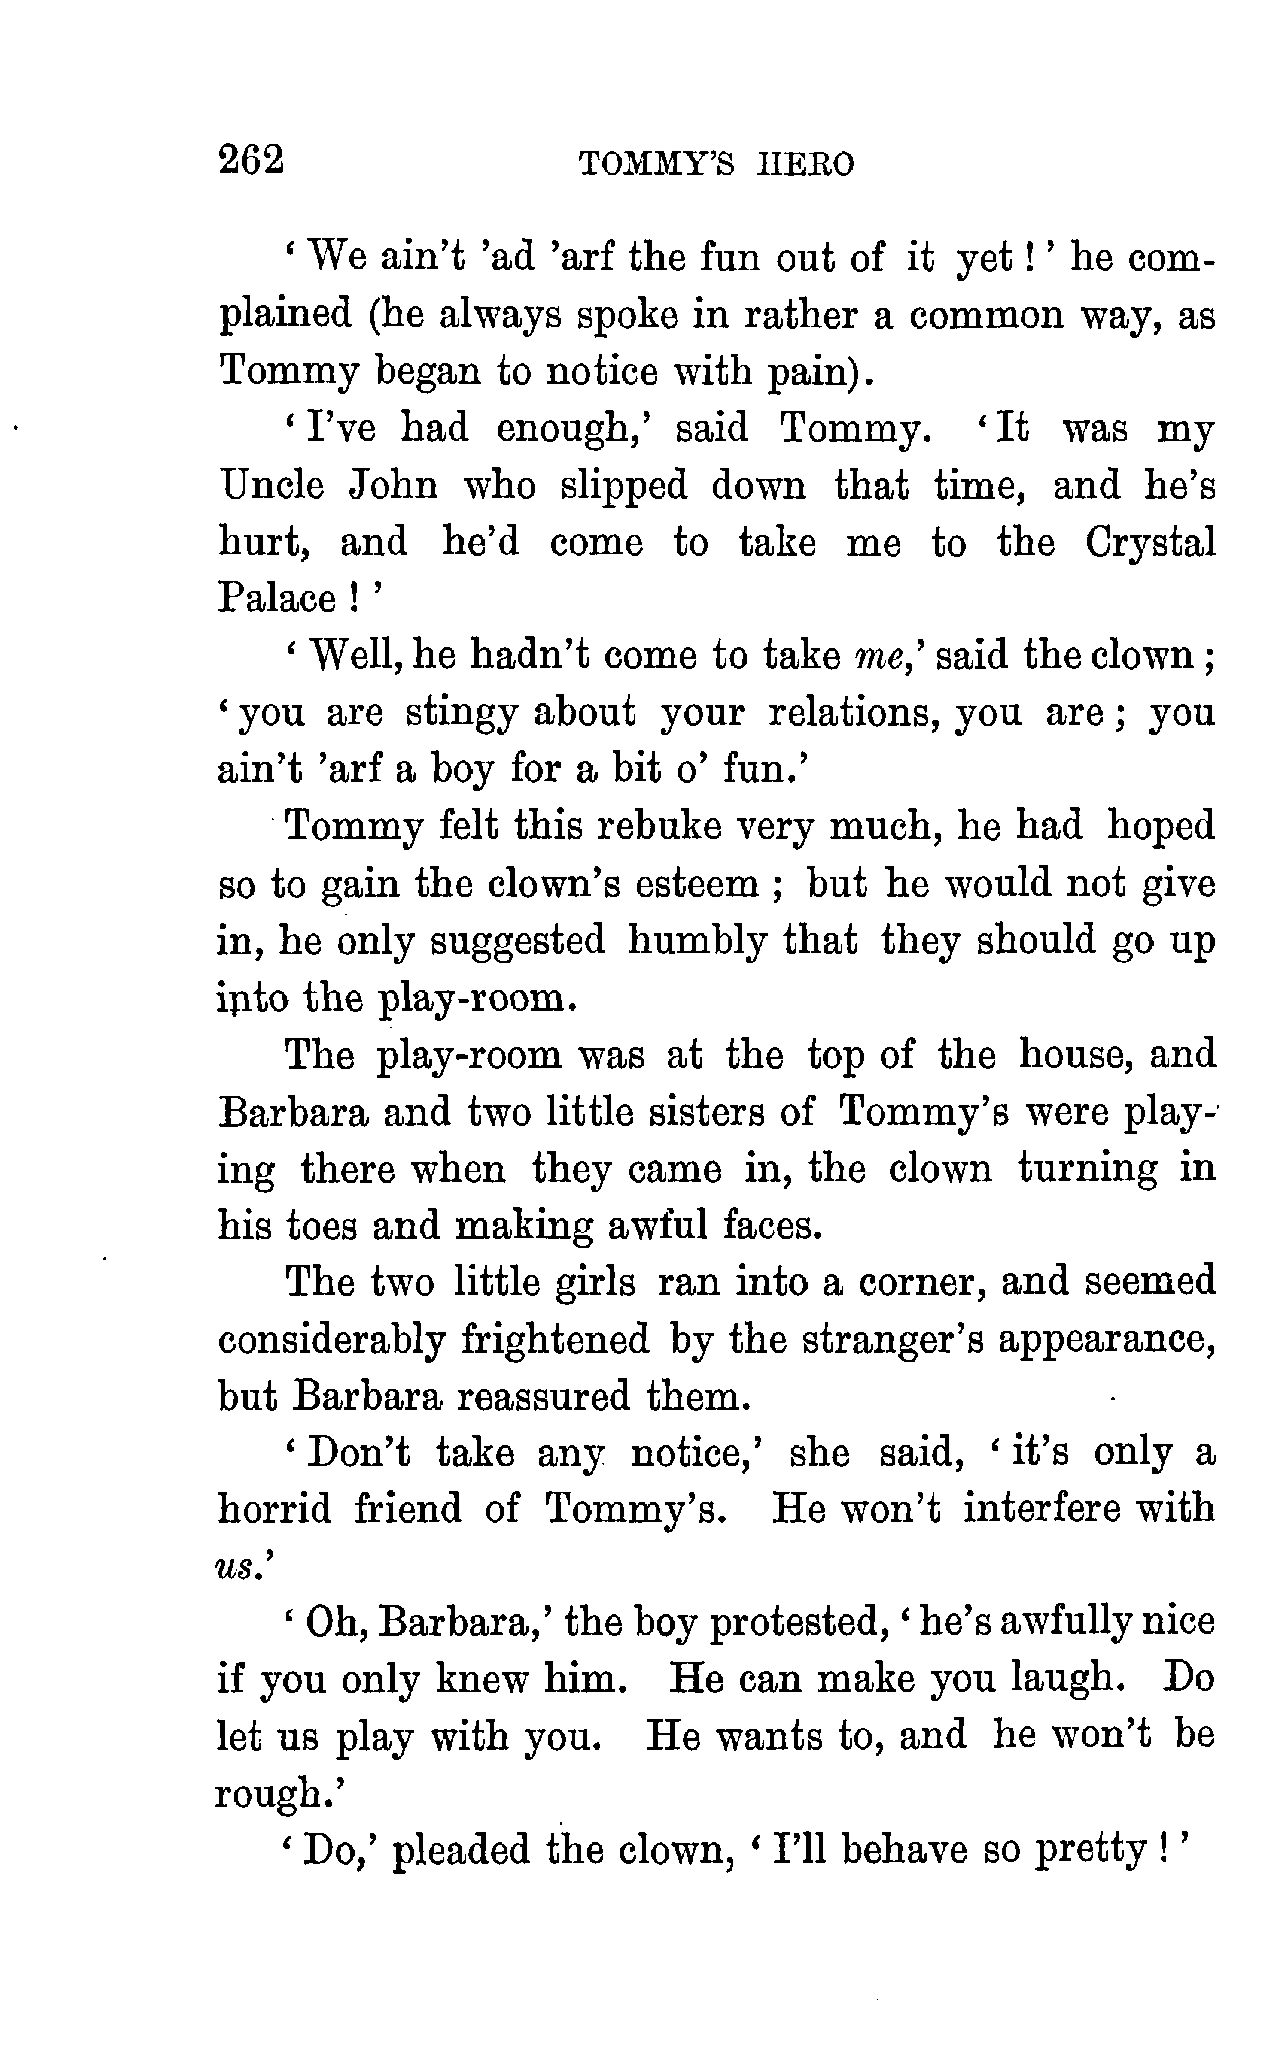 262 TOMMY'S HERO
‘ We ain't 'ad 'arf the fun out of it yet ! ’ he com-
plained (he always spoke in rather a common way, as
Tommy began to notice with pain).
‘ I've had enough,’ said Tommy. ‘ It was my
Uncle John who slipped down that time, and he's
hurt, and he'd come to take me to the Crystal
Palace ! ’
‘ Well, he hadn't come to take me,’ said the clown ;
‘ you are stingy about your relations, you are ; you
ain't 'arf a boy for a bit o' fun.’
Tommy felt this rebuke very much, he had hoped
so to gain the clown's esteem ; but he would not give
in, he only suggested humbly that they should go up
into the play-room.
The play-room was at the top of the house, and
Barbara and two little sisters of Tommy's were play-
ing there when they came in, the clown turning in
his toes and making awful faces.
The two little girls ran into a corner, and seemed
considerably frightened by the stranger's appearance,
but Barbara reassured them.
‘ Don't take any notice,’ she said, ‘ it's only a
horrid friend of Tommy's. He won't interfere with
us.’
‘ Oh, Barbara,’ the boy protested, ‘ he's awfully nice
if you only knew him. He can make you laugh. Do
let us play with you. He wants to, and he won't be
rough.’
‘ Do,’ pleaded the clown, ‘ I'll behave so pretty ! ’